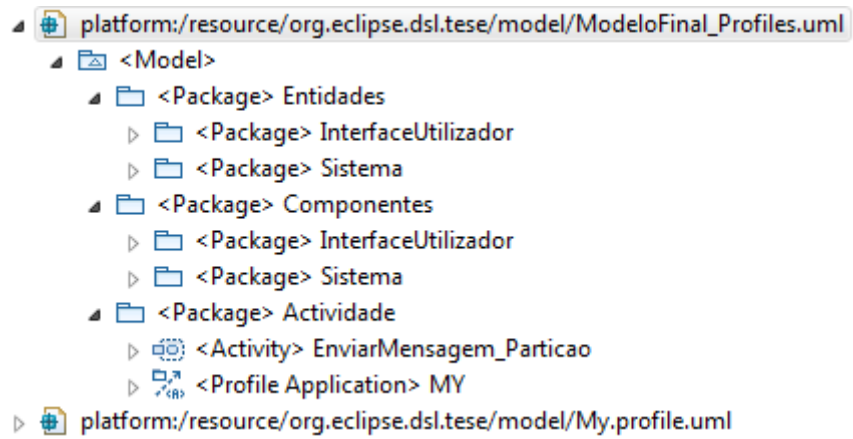 platform:/resource/org.eclipse.dsl.tese/model/ModeloFinal_Profiles.uml
<Model>
<Package> Entidades
<Package> InterfaceUtilizador
<Package> Sistema
<Package> Componentes
<Package> InterfaceUtilizador
<Package> Sistema
<Package> Actividade
<Activity> EnviarMensagem_Particao
<Profile Application> MY
platform:/resource/org.eclipse.dsl.tese/model/My.profile.uml